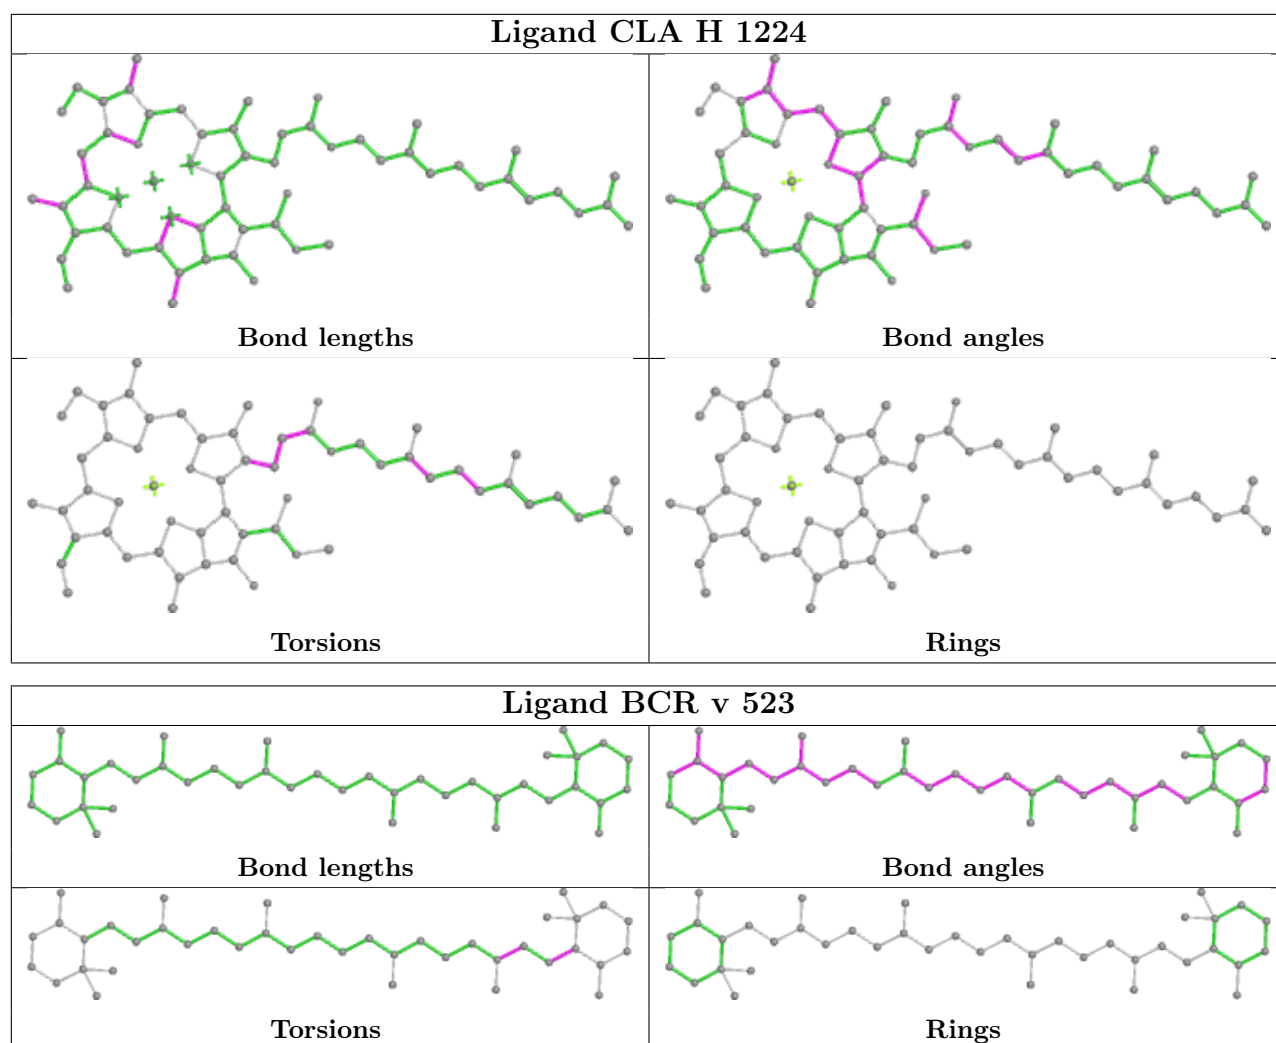 Ligand CLA H 1224
Bond lengths
Bond angles
Torsions
Rings
Ligand BCR v 523
Bond lengths
Bond angles
Torsions
Rings